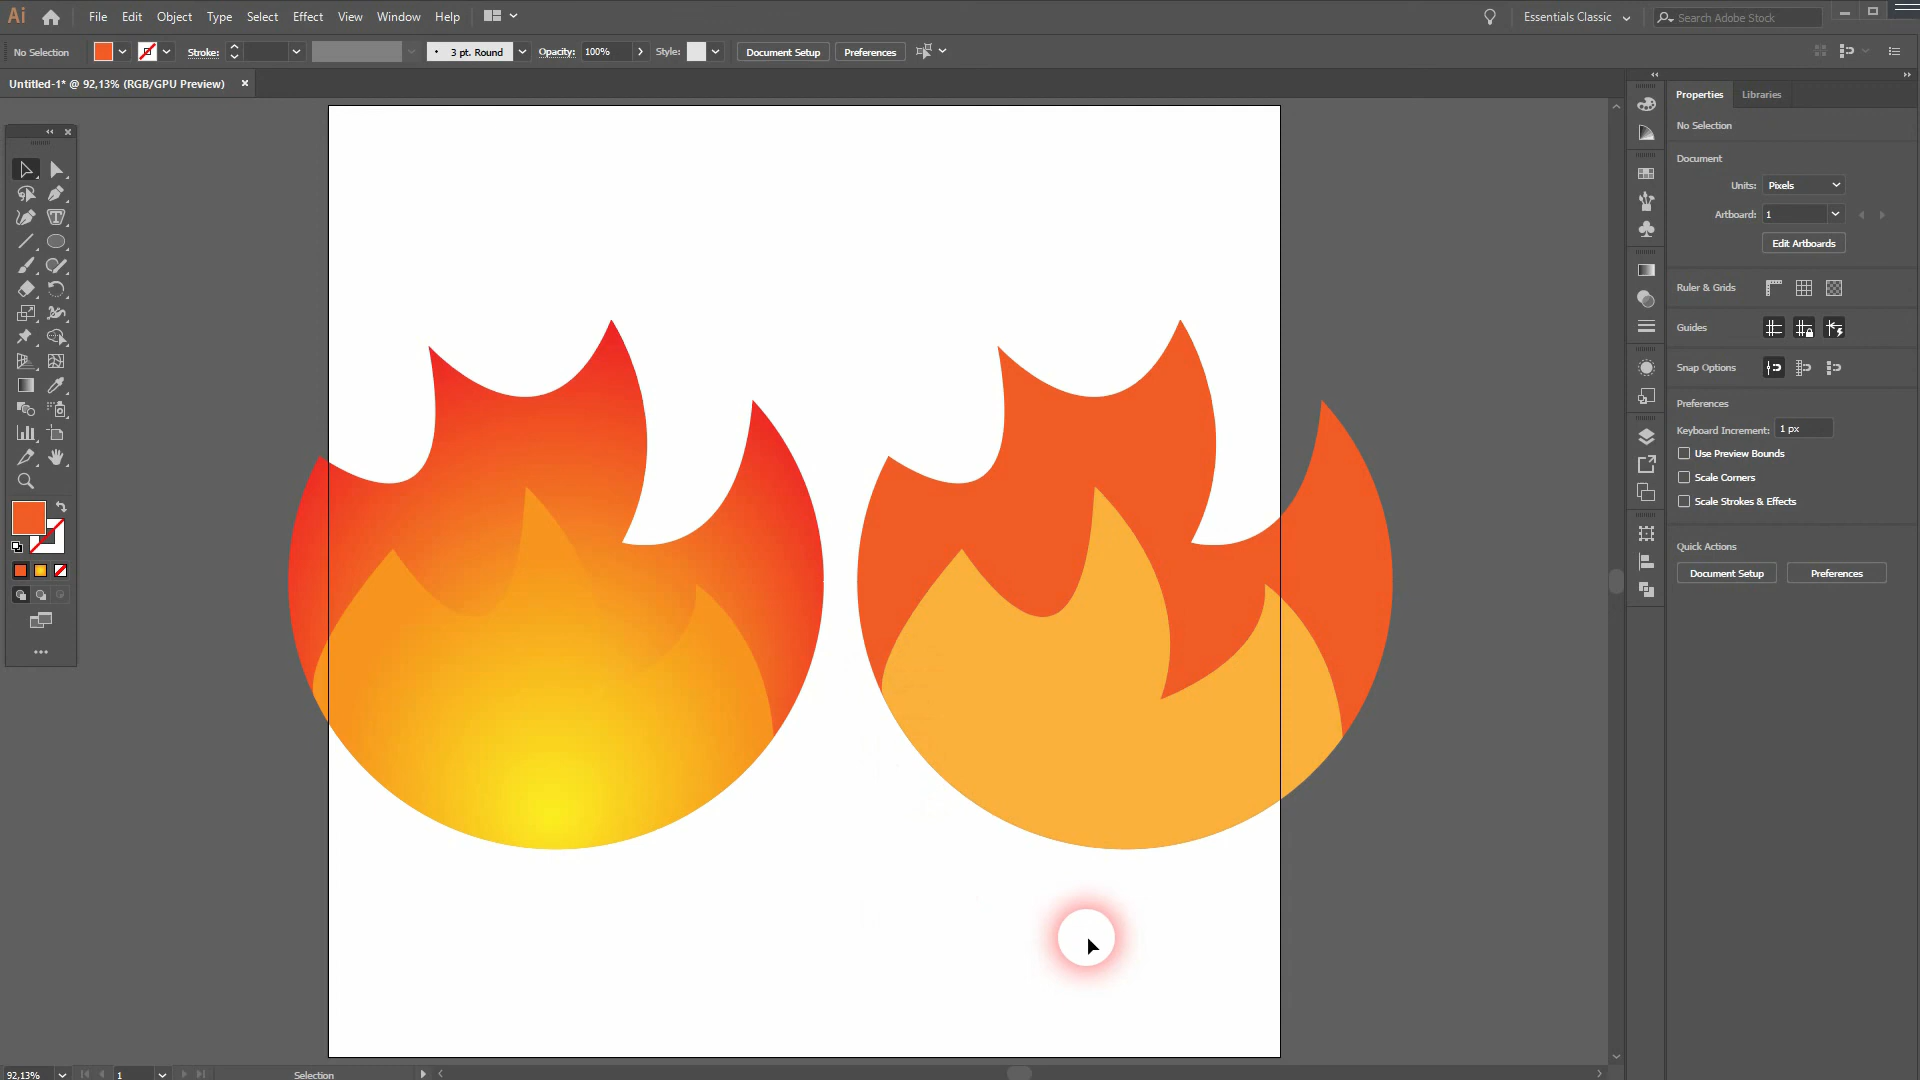 Ai File Edit Object Type Select Effect View Window Help Essentials Classic Search Adobe Stock
No Selection Stroke: 3 pt. Round Opacity: 100% Style: Document Setup Preferences
Untitled-1* @ 92,13% (RGB/GPU Preview) ×
Properties Libraries
No Selection
Document
Units: Pixels
Artboard: 1
Edit Artboards
Ruler & Grids
Guides
Snap Options
Preferences
Keyboard Increment: 1 px
Use Preview Bounds
Scale Corners
Scale Strokes & Effects
Quick Actions
Document Setup Preferences
92,13% 1 Selection